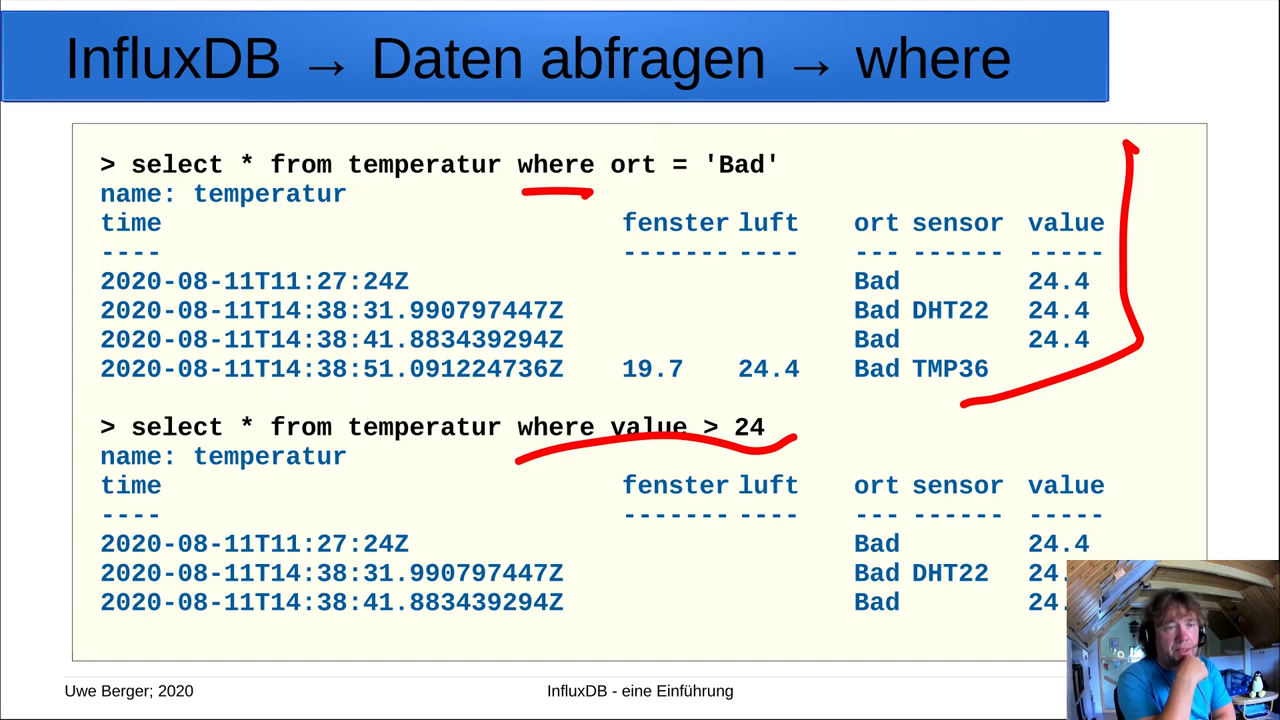 InfluxDB → Daten abfragen → where
> select * from temperatur where ort = 'Bad'
name: temperatur
time fenster luft ort sensor value
---- ------- ---- --- ------ -----
2020-08-11T11:27:24Z Bad 24.4
2020-08-11T14:38:31.990797447Z Bad DHT22 24.4
2020-08-11T14:38:41.883439294Z Bad 24.4
2020-08-11T14:38:51.091224736Z 19.7 24.4 Bad TMP36
> select * from temperatur where value > 24
name: temperatur
time fenster luft ort sensor value
---- ------- ---- --- ------ -----
2020-08-11T11:27:24Z Bad 24.4
2020-08-11T14:38:31.990797447Z Bad DHT22
2020-08-11T14:38:41.883439294Z Bad
Uwe Berger; 2020 InfluxDB - eine Einführung